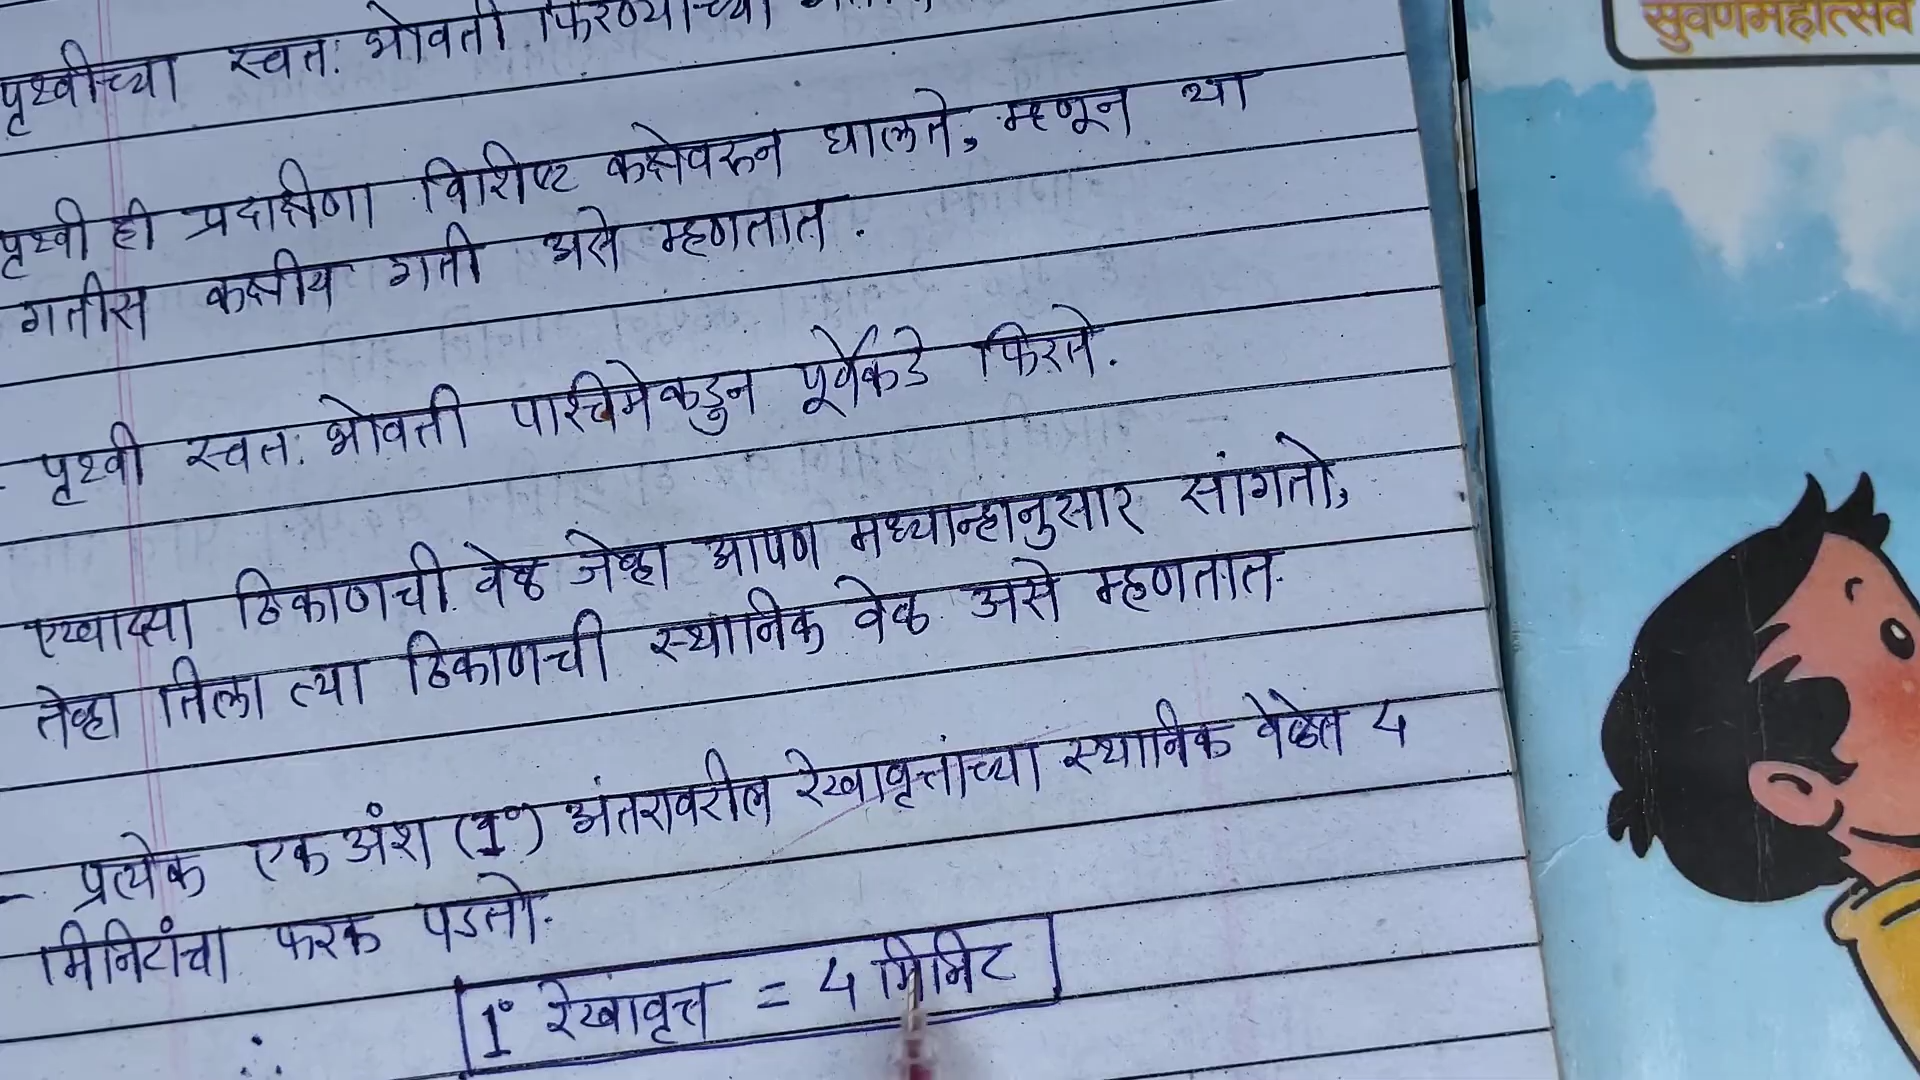 पृथ्वीच्या स्वत: भोवती फिरण्याच्या
पृथ्वी ही प्रदाक्षीणा विशिष्ट कक्षेवरुन घालते, म्हणून या
गतीस कक्षीय गती असे म्हणतात.
- पृथ्वी स्वत: भोवती पाश्चिमेकडुन पूर्वेकडे फिरते.
एखाद्या ठिकाणची वेळ जेव्हा आपण मध्यान्हानुसार सांगतो,
तेव्हा तिला त्या ठिकाणची स्थानिक वेळ असे म्हणतात.
- प्रत्येक एक अंश (1°) अंतरावरील रेखावृत्तांच्या स्थानिक वेळेत 4
मिनिटांचा फरक पडतो.
∴ 1° रेखावृत्त = 4 मिनिट
सुवर्णमहोत्सव